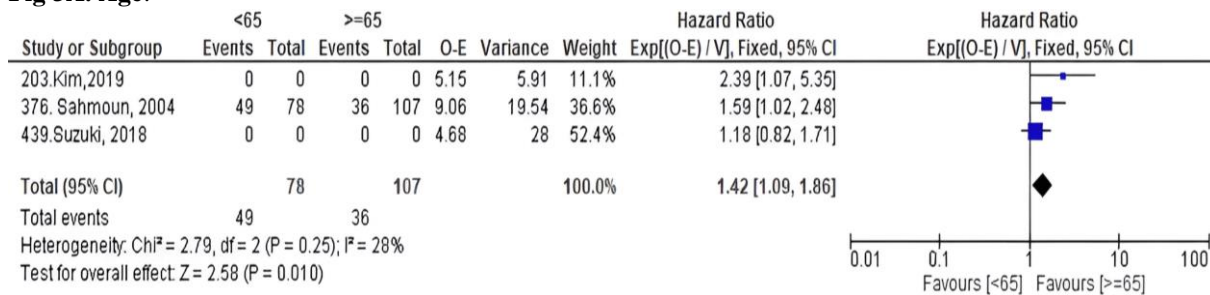 <65 >=65 Hazard Ratio Hazard Ratio
Study or Subgroup Events Total Events Total O-E Variance Weight Exp[(O-E) / V], Fixed, 95% CI Exp[(O-E) / V], Fixed, 95% CI
203.Kim,2019 0 0 0 0 5.15 5.91 11.1% 2.39 [1.07, 5.35]
376. Sahmoun, 2004 49 78 36 107 9.06 19.54 36.6% 1.59 [1.02, 2.48]
439.Suzuki, 2018 0 0 0 0 4.68 28 52.4% 1.18 [0.82, 1.71]
Total (95% CI) 78 107 100.0% 1.42 [1.09, 1.86]
Total events 49 36
Heterogeneity: Chi² = 2.79, df = 2 (P = 0.25); I² = 28%
Test for overall effect: Z = 2.58 (P = 0.010)
0.01 0.1 1 10 100
Favours [<65] Favours [>=65]